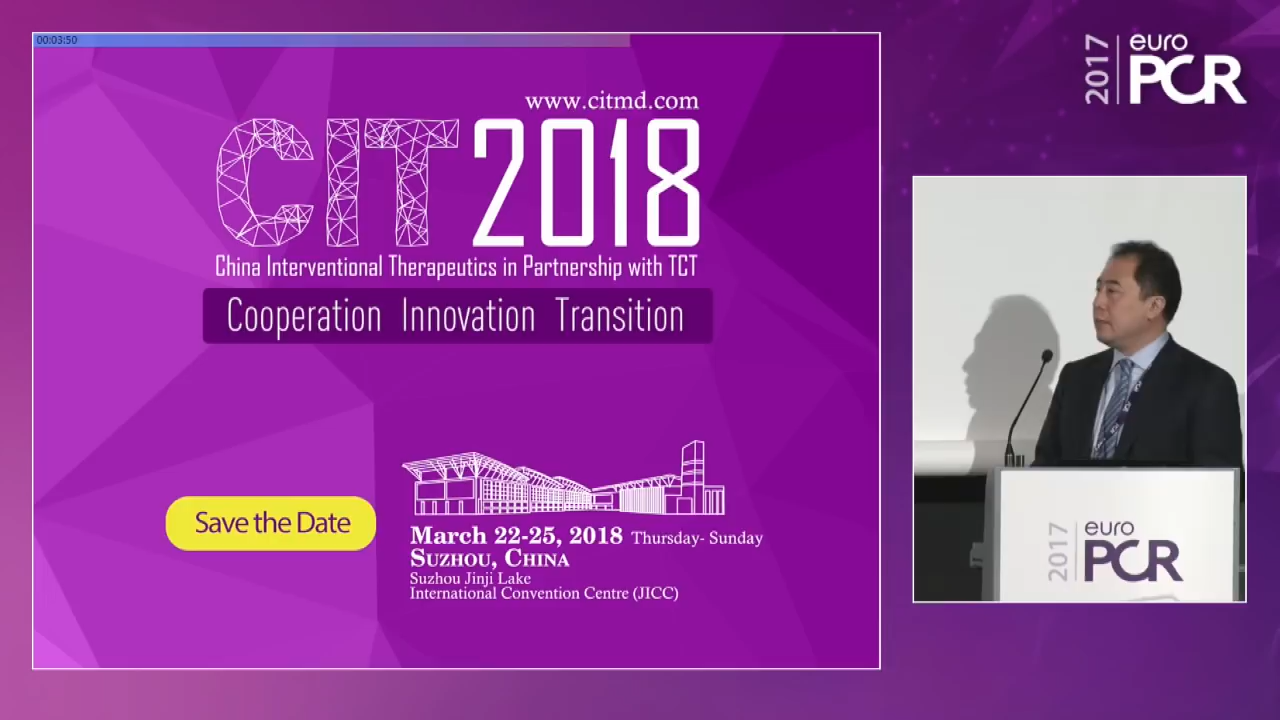 00:03:50
www.citmd.com
CIT 2018
China Interventional Therapeutics in Partnership with TCT
Cooperation Innovation Transition
Save the Date
March 22-25, 2018 Thursday- Sunday
SUZHOU, CHINA
Suzhou Jinji Lake
International Convention Centre (JICC)
2017 euro PCR
2017 euro PCR